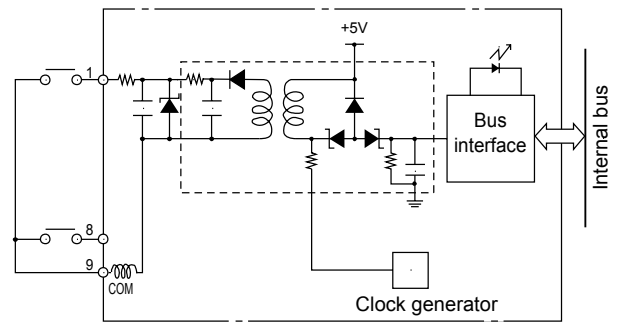 +5V
1
Bus
interface
Internal bus
8
9
COM
Clock generator